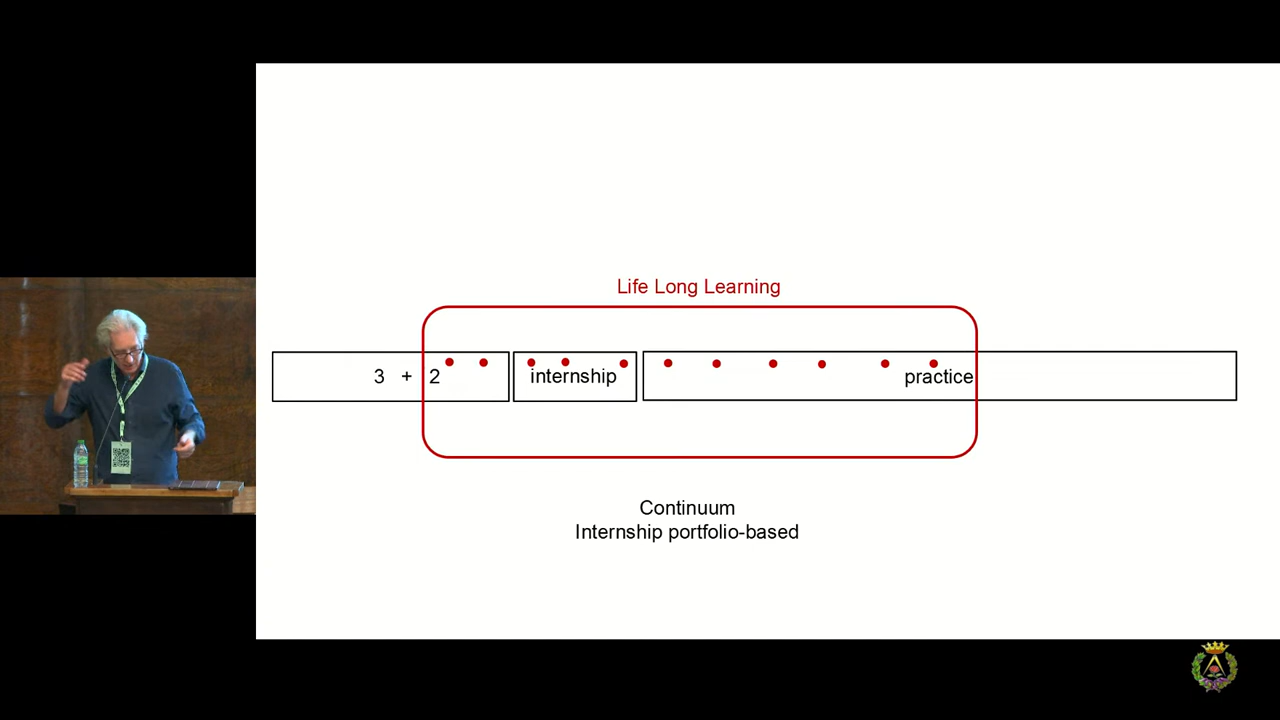 Life Long Learning
3 + 2
internship
practice
Continuum
Internship portfolio-based